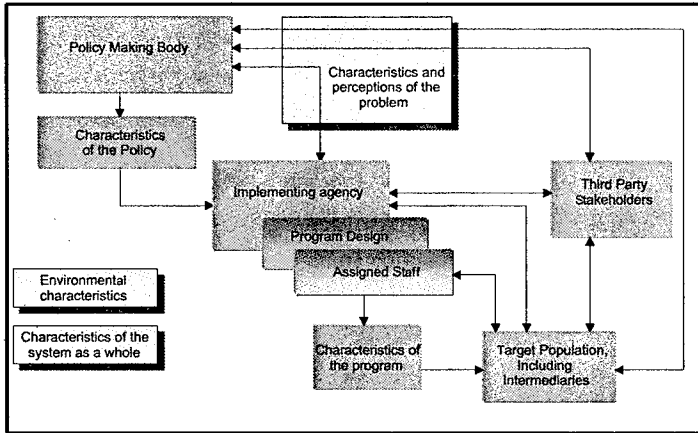 Policy Making Body
Characteristics and
perceptions of the
problem
Characteristics
of the Policy
Implementing agency
Third Party
Stakeholders
Program Design
Assigned Staff
Environmental
characteristics
Characteristics of the
system as a whole
Characteristics of
the program
Target Population,
Including
Intermediaries